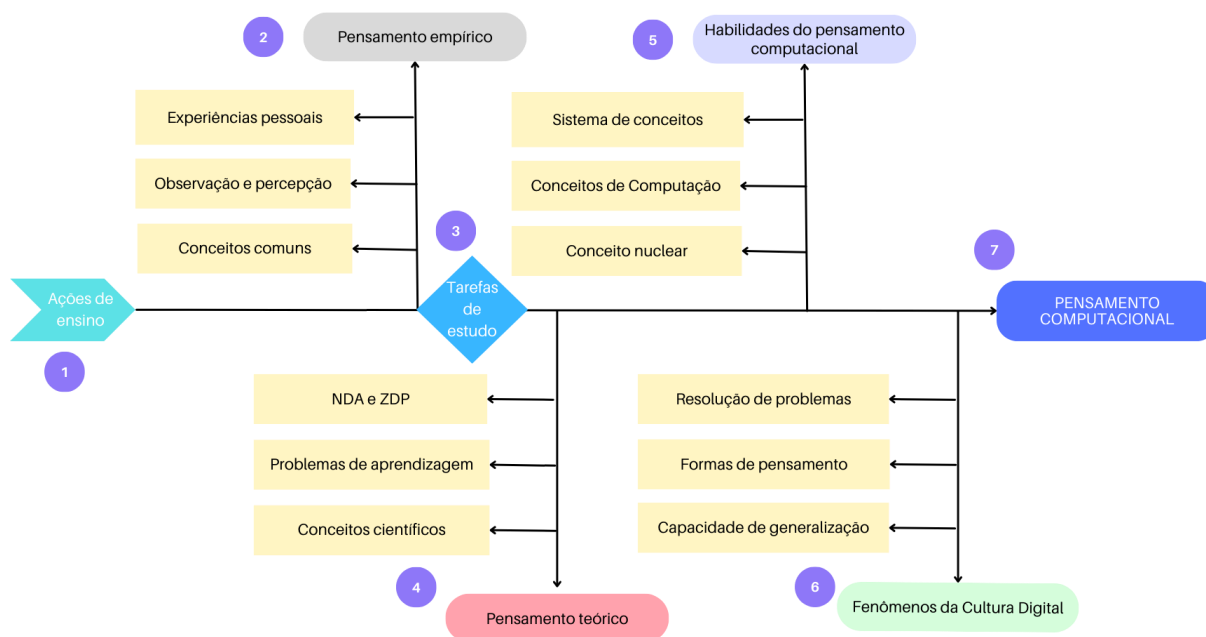 2
Pensamento empírico
5
Habilidades do pensamento
computacional
Experiências pessoais
Observação e percepção
Conceitos comuns
Sistema de conceitos
Conceitos de Computação
Conceito nuclear
3
7
Ações de
ensino
1
Tarefas
de
estudo
PENSAMENTO
COMPUTACIONAL
NDA e ZDP
Problemas de aprendizagem
Conceitos científicos
4
Pensamento teórico
Resolução de problemas
Formas de pensamento
Capacidade de generalização
6
Fenômenos da Cultura Digital